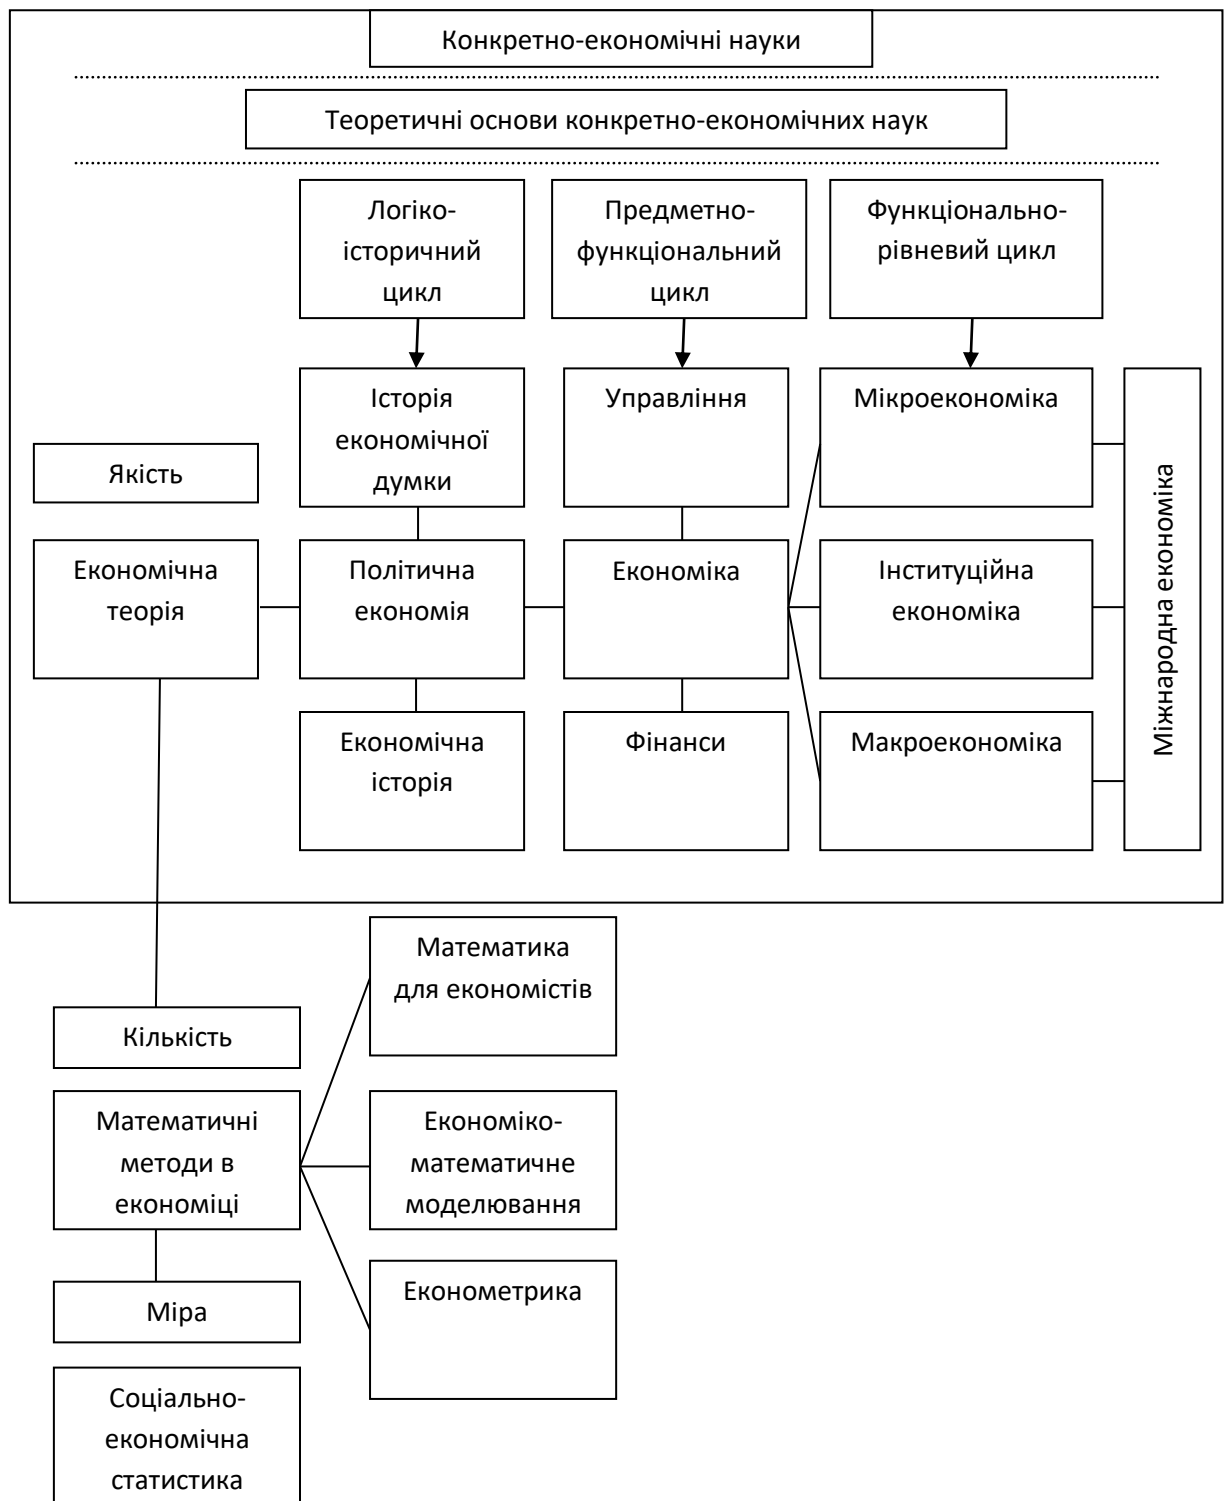 Конкретно-економічні науки
Теоретичні основи конкретно-економічних наук
Логіко-
історичний
цикл
Предметно-
функціональний
цикл
Функціонально-
рівневий цикл
Історія
економічної
думки
Управління
Мікроекономіка
Якість
Економічна
теорія
Політична
економія
Економіка
Інституційна
економіка
Міжнародна економіка
Економічна
історія
Фінанси
Макроекономіка
Математика
для економістів
Кількість
Математичні
методи в
економіці
Економіко-
математичне
моделювання
Економетрика
Міра
Соціально-
економічна
статистика